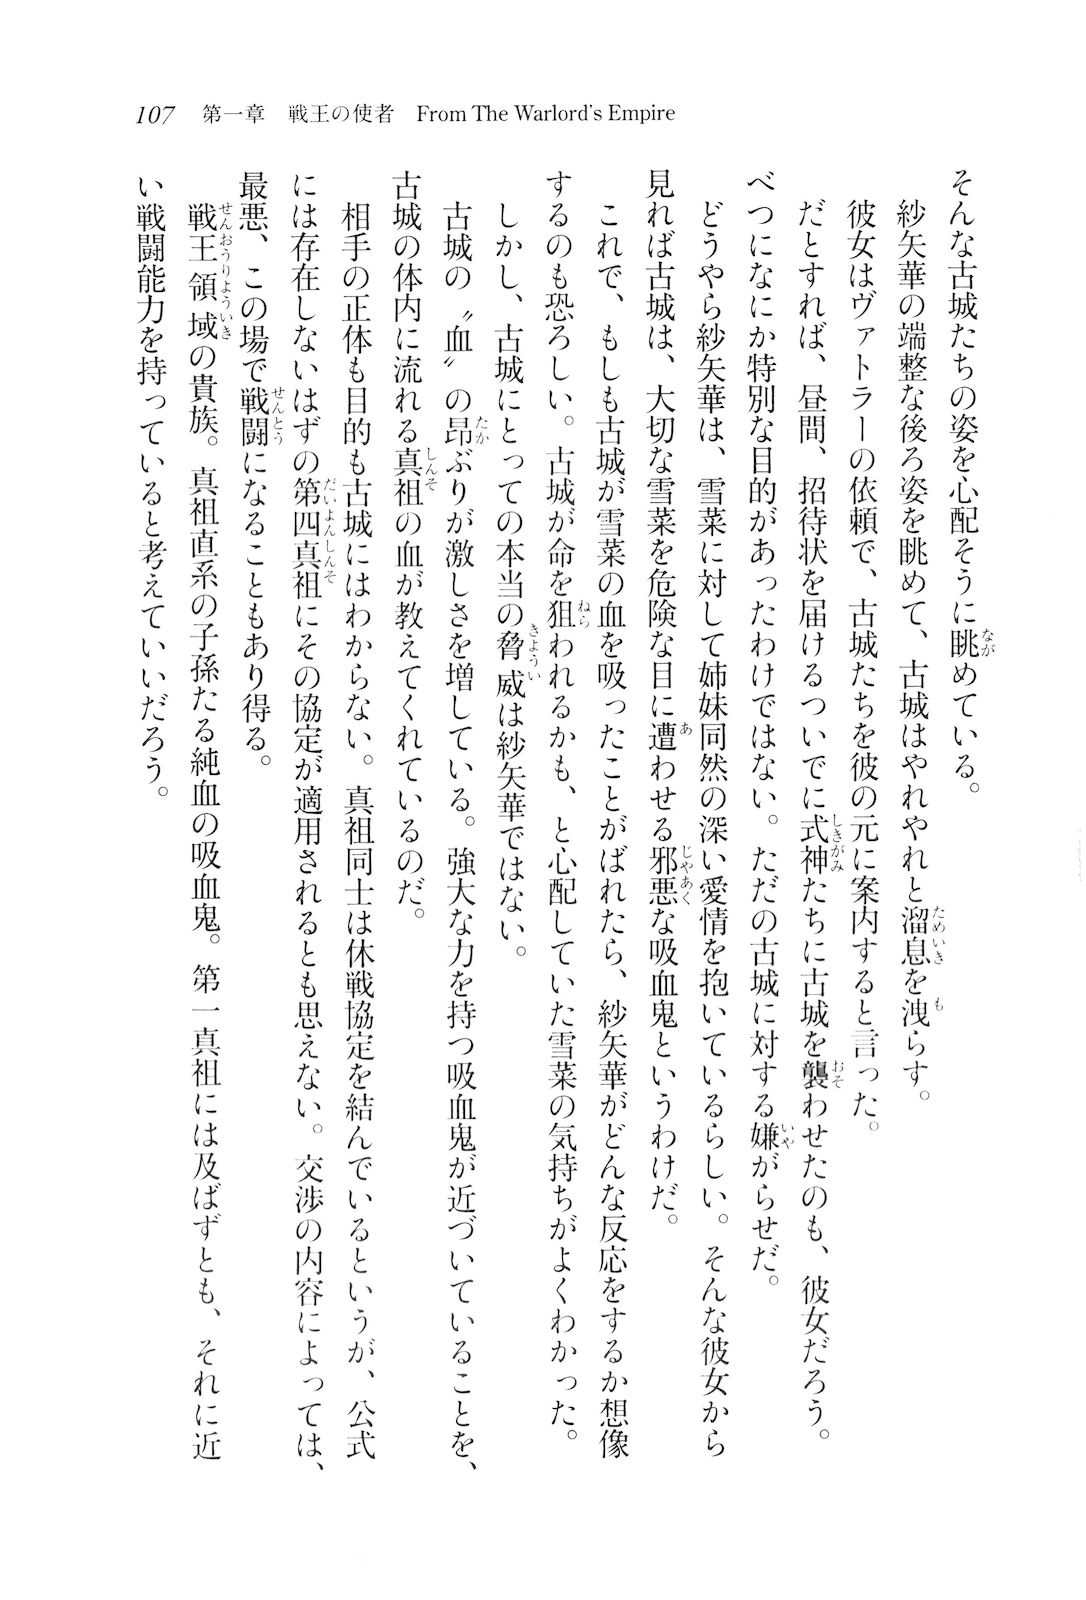 107　第一章　戦王の使者　From The Warlord's Empire
そんな古城たちの姿を心配そうに眺めている。
紗矢華の端整な後ろ姿を眺めて、古城はやれやれと溜息を洩らす。
彼女はヴァトラーの依頼で、古城たちを彼の元に案内すると言った。
だとすれば、昼間、招待状を届けるついでに式神たちに古城を襲わせたのも、彼女だろう。
べつになにか特別な目的があったわけではない。ただの古城に対する嫌がらせだ。
どうやら紗矢華は、雪菜に対して姉妹同然の深い愛情を抱いているらしい。そんな彼女から
見れば古城は、大切な雪菜を危険な目に遭わせる邪悪な吸血鬼というわけだ。
これで、もしも古城が雪菜の血を吸ったことがばれたら、紗矢華がどんな反応をするか想像
するのも恐ろしい。古城が命を狙われるかも、と心配していた雪菜の気持ちがよくわかった。
しかし、古城にとっての本当の脅威は紗矢華ではない。
古城の〝血〟の昂ぶりが激しさを増している。強大な力を持つ吸血鬼が近づいていることを、
古城の体内に流れる真祖の血が教えてくれているのだ。
相手の正体も目的も古城にはわからない。真祖同士は休戦協定を結んでいるというが、公式
には存在しないはずの第四真祖にその協定が適用されるとも思えない。交渉の内容によっては、
最悪、この場で戦闘になることもあり得る。
戦王領域の貴族。真祖直系の子孫たる純血の吸血鬼。第一真祖には及ばずとも、それに近
い戦闘能力を持っていると考えていいだろう。